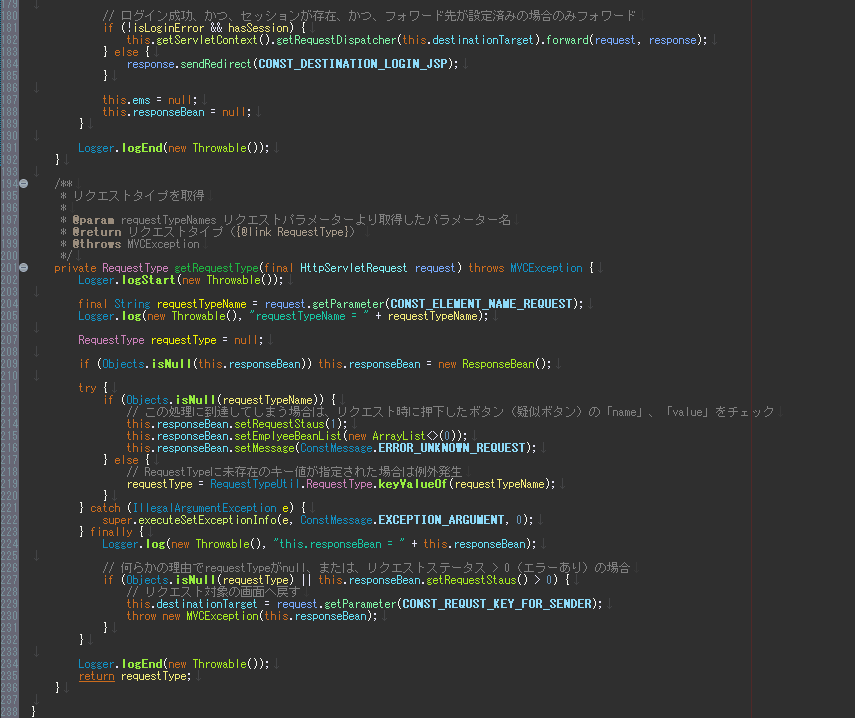 179
180 // ログイン成功、かつ、セッションが存在、かつ、フォワード先が設定済みの場合のみフォワード
181 if (!isLoginError && hasSession) {
182 this.getServletContext().getRequestDispatcher(this.destinationTarget).forward(request, response);
183 } else {
184 response.sendRedirect(CONST_DESTINATION_LOGIN_JSP);
185 }
186
187 this.ems = null;
188 this.responseBean = null;
189 }
190
191 Logger.logEnd(new Throwable());
192 }
193
194 /**
195 * リクエストタイプを取得
196 *
197 * @param requestTypeNames リクエストパラメーターより取得したパラメーター名
198 * @return リクエストタイプ（{@link RequestType}）
199 * @throws MVCException
200 */
201 private RequestType getRequestType(final HttpServletRequest request) throws MVCException {
202 Logger.logStart(new Throwable());
203
204 final String requestTypeName = request.getParameter(CONST_ELEMENT_NAME_REQUEST);
205 Logger.log(new Throwable(), "requestTypeName = " + requestTypeName);
206
207 RequestType requestType = null;
208
209 if (Objects.isNull(this.responseBean)) this.responseBean = new ResponseBean();
210
211 try {
212 if (Objects.isNull(requestTypeName)) {
213 // この処理に到達してしまう場合は、リクエスト時に押下したボタン（疑似ボタン）の「name」、「value」をチェック
214 this.responseBean.setRequestStaus(1);
215 this.responseBean.setEmplyeeBeanList(new ArrayList<>(0));
216 this.responseBean.setMessage(ConstMessage.ERROR_UNKNOWN_REQUEST);
217 } else {
218 // RequestTypeに未存在のキー値が指定された場合は例外発生
219 requestType = RequestTypeUtil.RequestType.keyValueOf(requestTypeName);
220 }
221 } catch (IllegalArgumentException e) {
222 super.executeSetExceptionInfo(e, ConstMessage.EXCEPTION_ARGUMENT, 0);
223 } finally {
224 Logger.log(new Throwable(), "this.responseBean = " + this.responseBean);
225
226 // 何らかの理由でrequestTypeがnull、または、リクエストステータス > 0（エラーあり）の場合
227 if (Objects.isNull(requestType) || this.responseBean.getRequestStaus() > 0) {
228 // リクエスト対象の画面へ戻す
229 this.destinationTarget = request.getParameter(CONST_REQUST_KEY_FOR_SENDER);
230 throw new MVCException(this.responseBean);
231 }
232 }
233
234 Logger.logEnd(new Throwable());
235 return requestType;
236 }
237
238 }